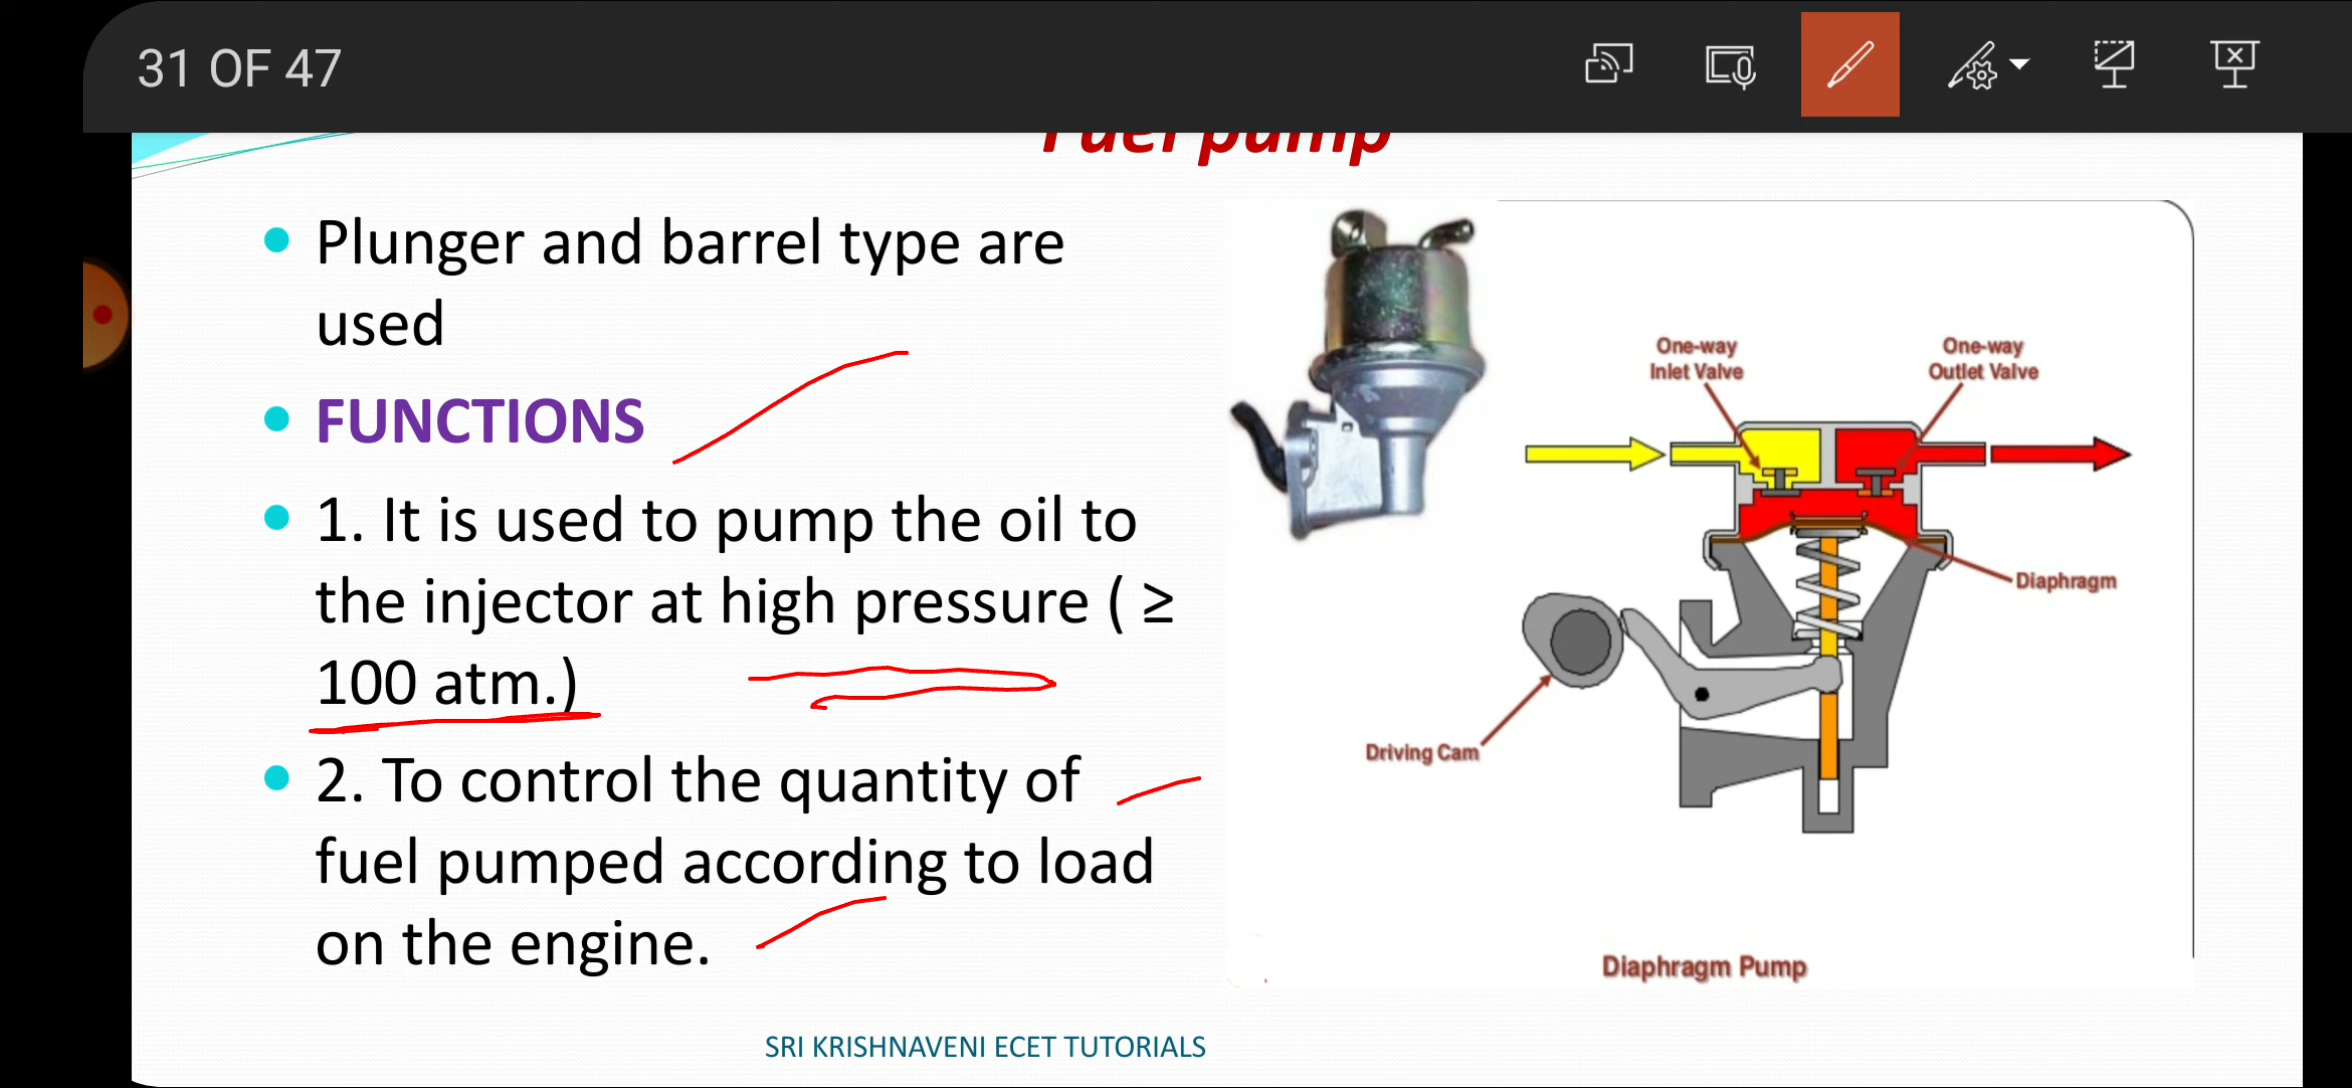 31 OF 47
Fuel pump
Plunger and barrel type are
used
FUNCTIONS
1. It is used to pump the oil to
the injector at high pressure ( ≥
100 atm.)
2. To control the quantity of
fuel pumped according to load
on the engine.
One-way
Inlet Valve
One-way
Outlet Valve
Diaphragm
Driving Cam
Diaphragm Pump
SRI KRISHNAVENI ECET TUTORIALS